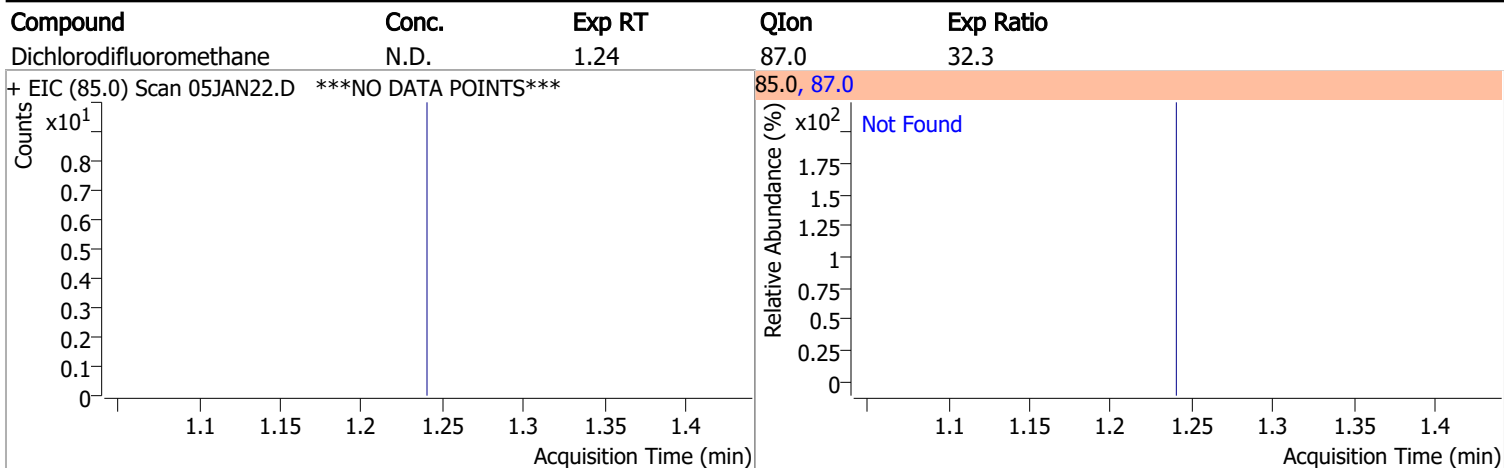 Compound Conc. Exp RT QIon Exp Ratio
Dichlorodifluoromethane N.D. 1.24 87.0 32.3
+ EIC (85.0) Scan 05JAN22.D ***NO DATA POINTS***
Counts
x10¹
0.8
0.7
0.6
0.5
0.4
0.3
0.2
0.1
0
1.1 1.15 1.2 1.25 1.3 1.35 1.4
Acquisition Time (min)
85.0, 87.0
Relative Abundance (%)
x10²
Not Found
1.75
1.5
1.25
1
0.75
0.5
0.25
0
1.1 1.15 1.2 1.25 1.3 1.35 1.4
Acquisition Time (min)